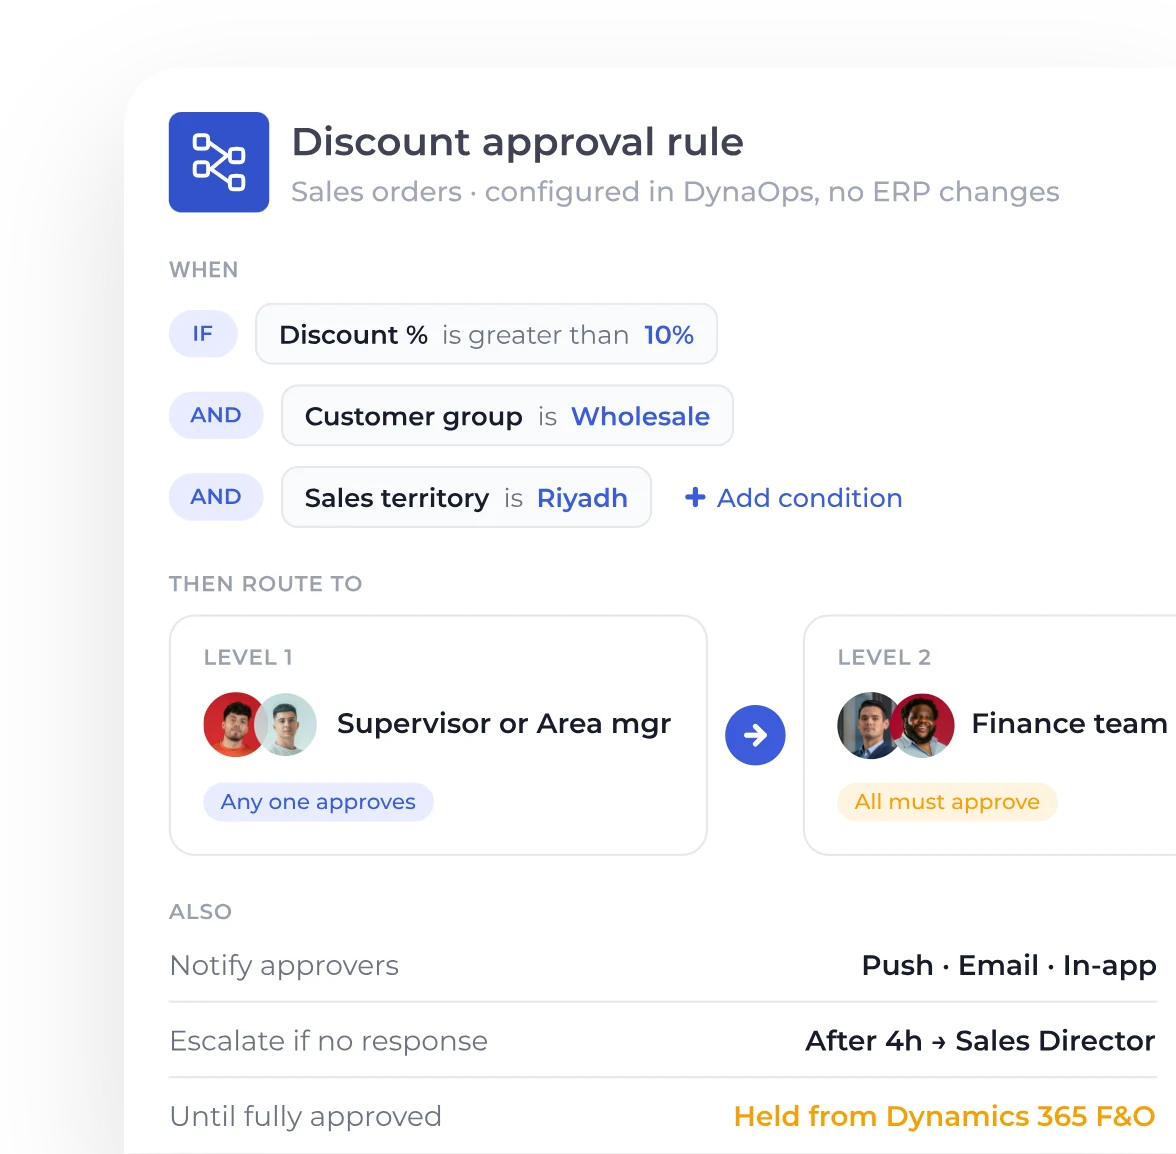 Discount approval rule
Sales orders · configured in DynaOps, no ERP changes
WHEN
IF Discount % is greater than 10%
AND Customer group is Wholesale
AND Sales territory is Riyadh + Add condition
THEN ROUTE TO
LEVEL 1
Supervisor or Area mgr
Any one approves
LEVEL 2
Finance team
All must approve
ALSO
Notify approvers Push · Email · In-app
Escalate if no response After 4h → Sales Director
Until fully approved Held from Dynamics 365 F&O